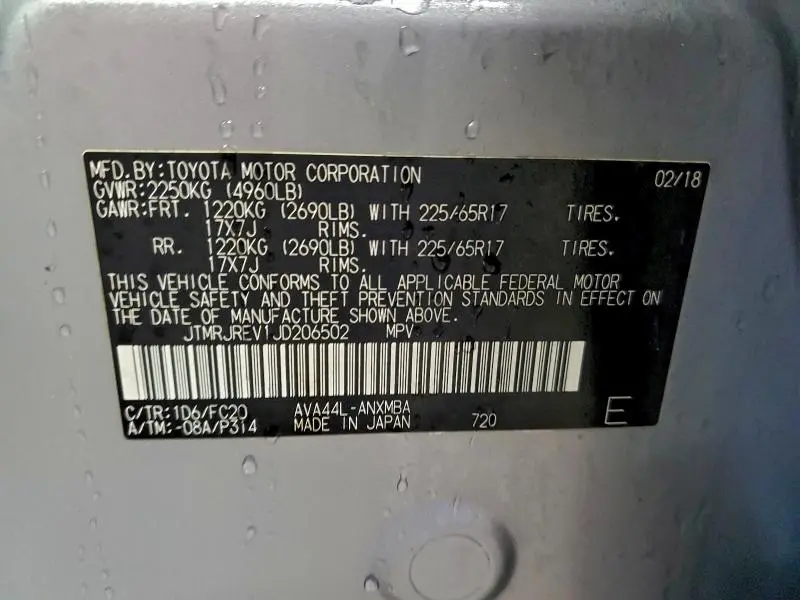 MFD.BY:TOYOTA MOTOR CORPORATION 02/18
GVWR:2250KG (4960LB)
GAWR:FRT. 1220KG (2690LB) WITH 225/65R17 TIRES.
17X7J RIMS.
RR. 1220KG (2690LB) WITH 225/65R17 TIRES.
17X7J RIMS.
THIS VEHICLE CONFORMS TO ALL APPLICABLE FEDERAL MOTOR
VEHICLE SAFETY AND THEFT PREVENTION STANDARDS IN EFFECT ON
THE DATE OF MANUFACTURE SHOWN ABOVE.
JTMRJREV1JD206502 MPV
C/TR:1D6/FC20 AVA44L-ANXMBA
A/TM:-08A/P314 MADE IN JAPAN 720 E